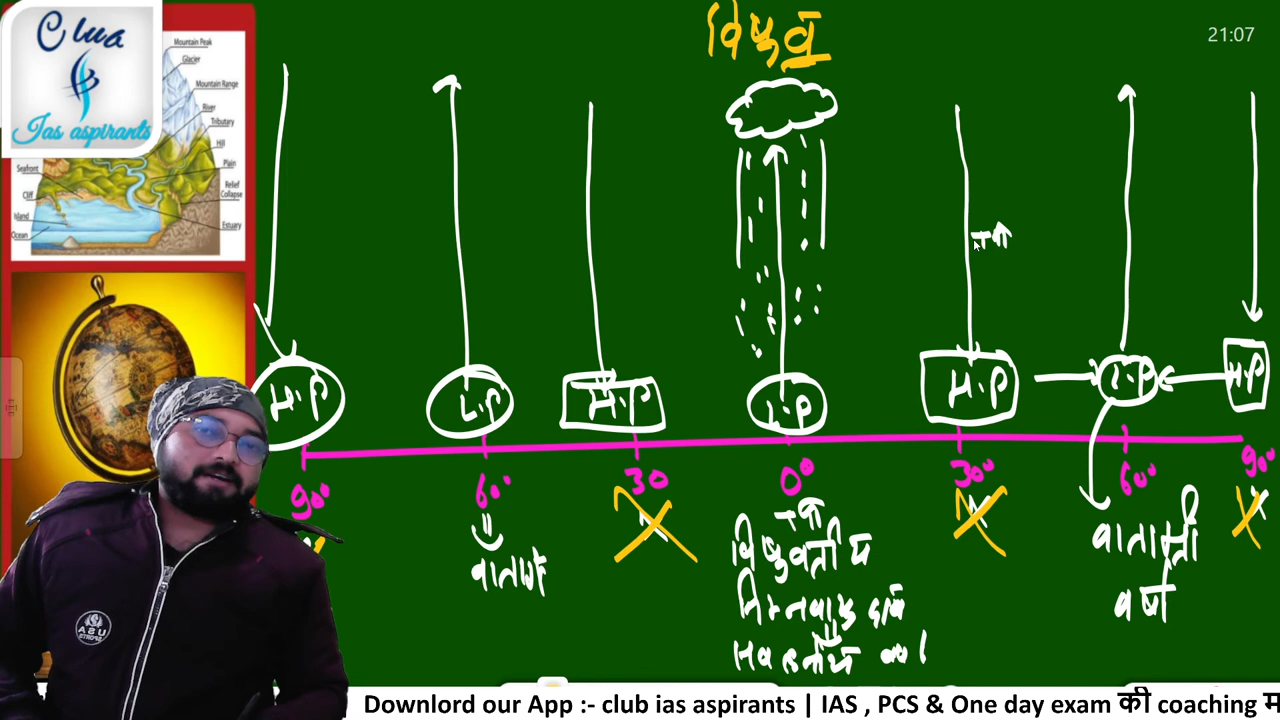 Clua
Ias aspirants
Mountain Peak
Glacier
Mountain Range
River
Tributary
Hill
Plain
Seafront
Relief
Collapse
Cliff
Island
Ocean
Estuary
विषुव
21:07
H.P
L.P
H.P
L.P
H.P
L.P
H.P
90°
60°
30
0°
30°
60°
90
विषुवतीय
निम्नवायु दाब
वाताग्री
वर्षा
USA
SPORTS
Downlord our App :- club ias aspirants | IAS , PCS & One day exam की coaching म